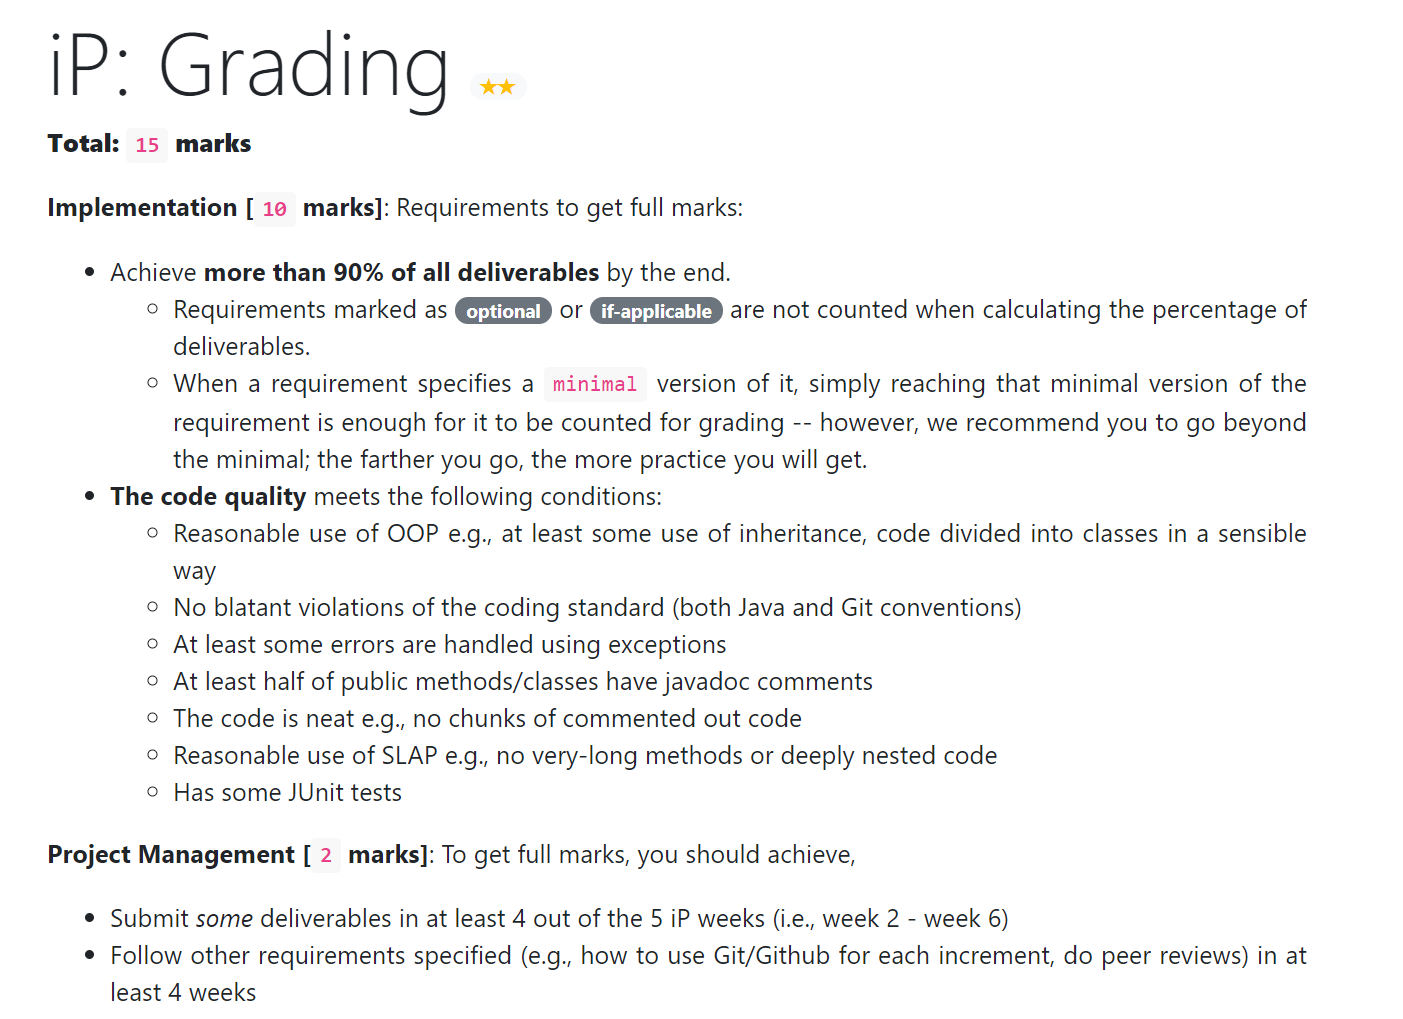 iP: Grading ★★
Total: 15 marks
Implementation [ 10 marks]: Requirements to get full marks:
• Achieve more than 90% of all deliverables by the end.
○ Requirements marked as optional or if-applicable are not counted when calculating the percentage of
deliverables.
○ When a requirement specifies a minimal version of it, simply reaching that minimal version of the
requirement is enough for it to be counted for grading -- however, we recommend you to go beyond
the minimal; the farther you go, the more practice you will get.
• The code quality meets the following conditions:
○ Reasonable use of OOP e.g., at least some use of inheritance, code divided into classes in a sensible
way
○ No blatant violations of the coding standard (both Java and Git conventions)
○ At least some errors are handled using exceptions
○ At least half of public methods/classes have javadoc comments
○ The code is neat e.g., no chunks of commented out code
○ Reasonable use of SLAP e.g., no very-long methods or deeply nested code
○ Has some JUnit tests
Project Management [ 2 marks]: To get full marks, you should achieve,
• Submit some deliverables in at least 4 out of the 5 iP weeks (i.e., week 2 - week 6)
• Follow other requirements specified (e.g., how to use Git/Github for each increment, do peer reviews) in at
least 4 weeks